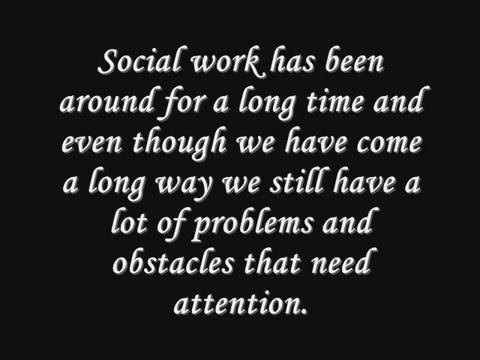 Social work has been
around for a long time and
even though we have come
a long way we still have a
lot of problems and
obstacles that need
attention.